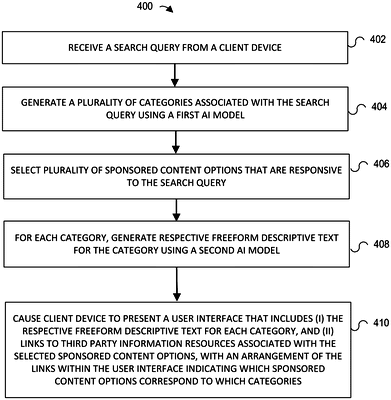 400
RECEIVE A SEARCH QUERY FROM A CLIENT DEVICE
402
GENERATE A PLURALITY OF CATEGORIES ASSOCIATED WITH THE SEARCH
QUERY USING A FIRST AI MODEL
404
SELECT PLURALITY OF SPONSORED CONTENT OPTIONS THAT ARE RESPONSIVE
TO THE SEARCH QUERY
406
FOR EACH CATEGORY, GENERATE RESPECTIVE FREEFORM DESCRIPTIVE TEXT
FOR THE CATEGORY USING A SECOND AI MODEL
408
CAUSE CLIENT DEVICE TO PRESENT A USER INTERFACE THAT INCLUDES (I) THE
RESPECTIVE FREEFORM DESCRIPTIVE TEXT FOR EACH CATEGORY, AND (II)
LINKS TO THIRD PARTY INFORMATION RESOURCES ASSOCIATED WITH THE
SELECTED SPONSORED CONTENT OPTIONS, WITH AN ARRANGEMENT OF THE
LINKS WITHIN THE USER INTERFACE INDICATING WHICH SPONSORED
CONTENT OPTIONS CORRESPOND TO WHICH CATEGORIES
410